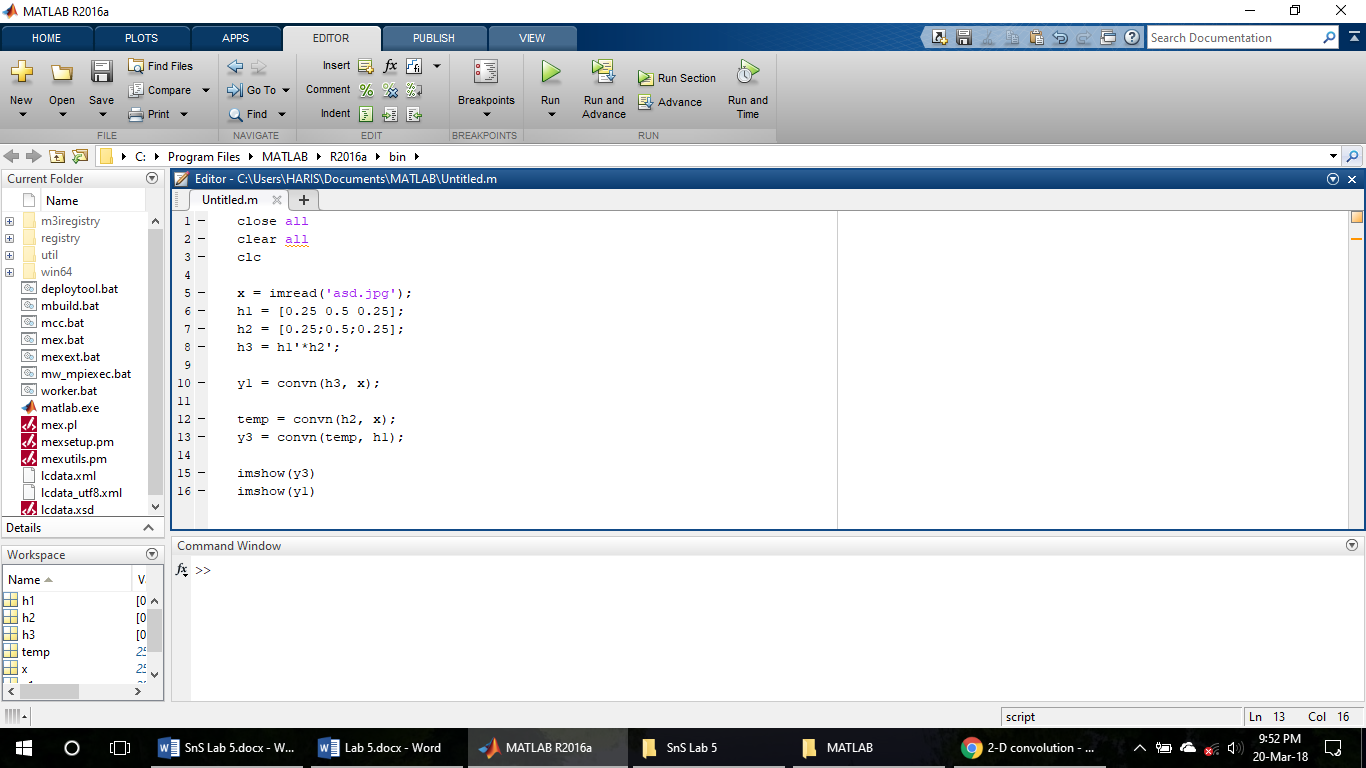 MATLAB R2016a
HOME PLOTS APPS EDITOR PUBLISH VIEW Search Documentation
New Open Save Find Files Compare Print
Go To Find
Insert fx Comment Indent
Breakpoints Run Run and Advance Run Section Advance Run and Time
FILE NAVIGATE EDIT BREAKPOINTS RUN
C: Program Files MATLAB R2016a bin
Current Folder
Name
m3iregistry
registry
util
win64
deploytool.bat
mbuild.bat
mcc.bat
mex.bat
mexext.bat
mw_mpiexec.bat
worker.bat
matlab.exe
mex.pl
mexsetup.pm
mexutils.pm
lcdata.xml
lcdata_utf8.xml
lcdata.xsd
Details
Workspace
Name V
h1 [0
h2 [0
h3 [0
temp 25
x 25
Editor - C:\Users\HARIS\Documents\MATLAB\Untitled.m
Untitled.m
1 close all
2 clear all
3 clc
4
5 x = imread('asd.jpg');
6 h1 = [0.25 0.5 0.25];
7 h2 = [0.25;0.5;0.25];
8 h3 = h1'*h2';
9
10 y1 = convn(h3, x);
11
12 temp = convn(h2, x);
13 y3 = convn(temp, h1);
14
15 imshow(y3)
16 imshow(y1)
Command Window
fx >>
script Ln 13 Col 16
SnS Lab 5.docx - W... Lab 5.docx - Word MATLAB R2016a SnS Lab 5 MATLAB 2-D convolution - ... 9:52 PM
20-Mar-18